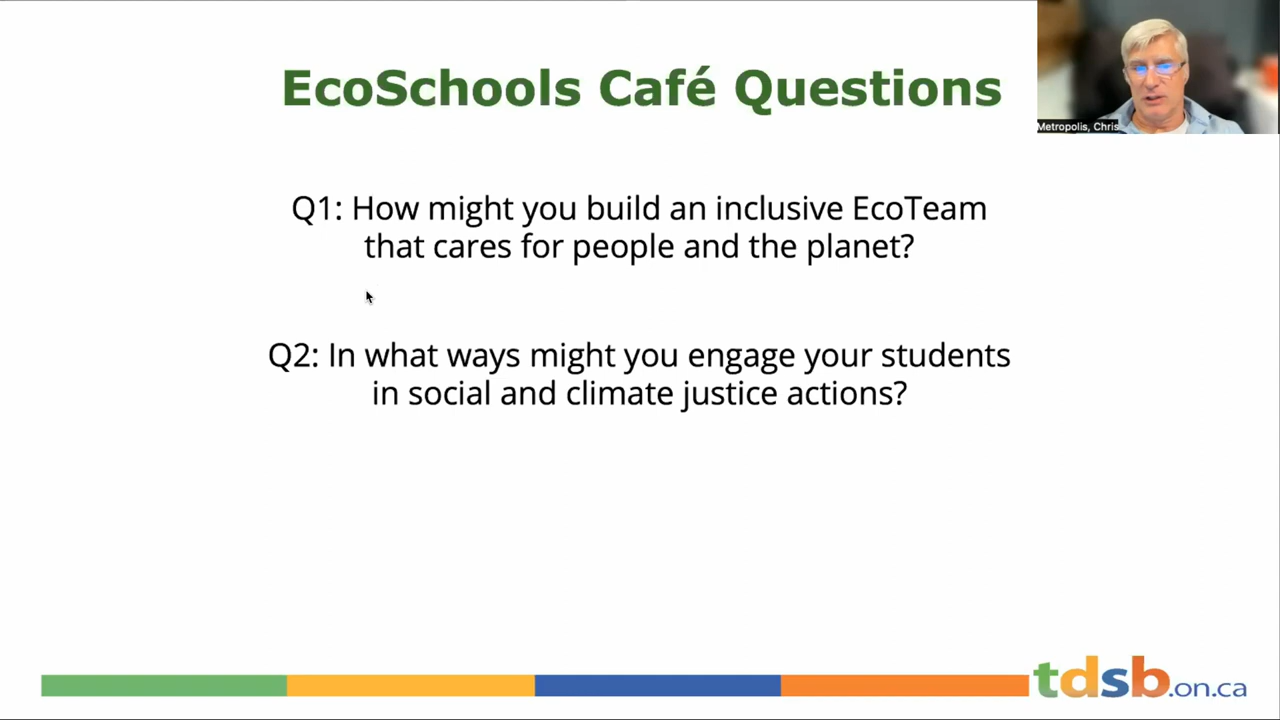 EcoSchools Café Questions
Metropolis, Chris
Q1: How might you build an inclusive EcoTeam
that cares for people and the planet?
Q2: In what ways might you engage your students
in social and climate justice actions?
tdsb.on.ca